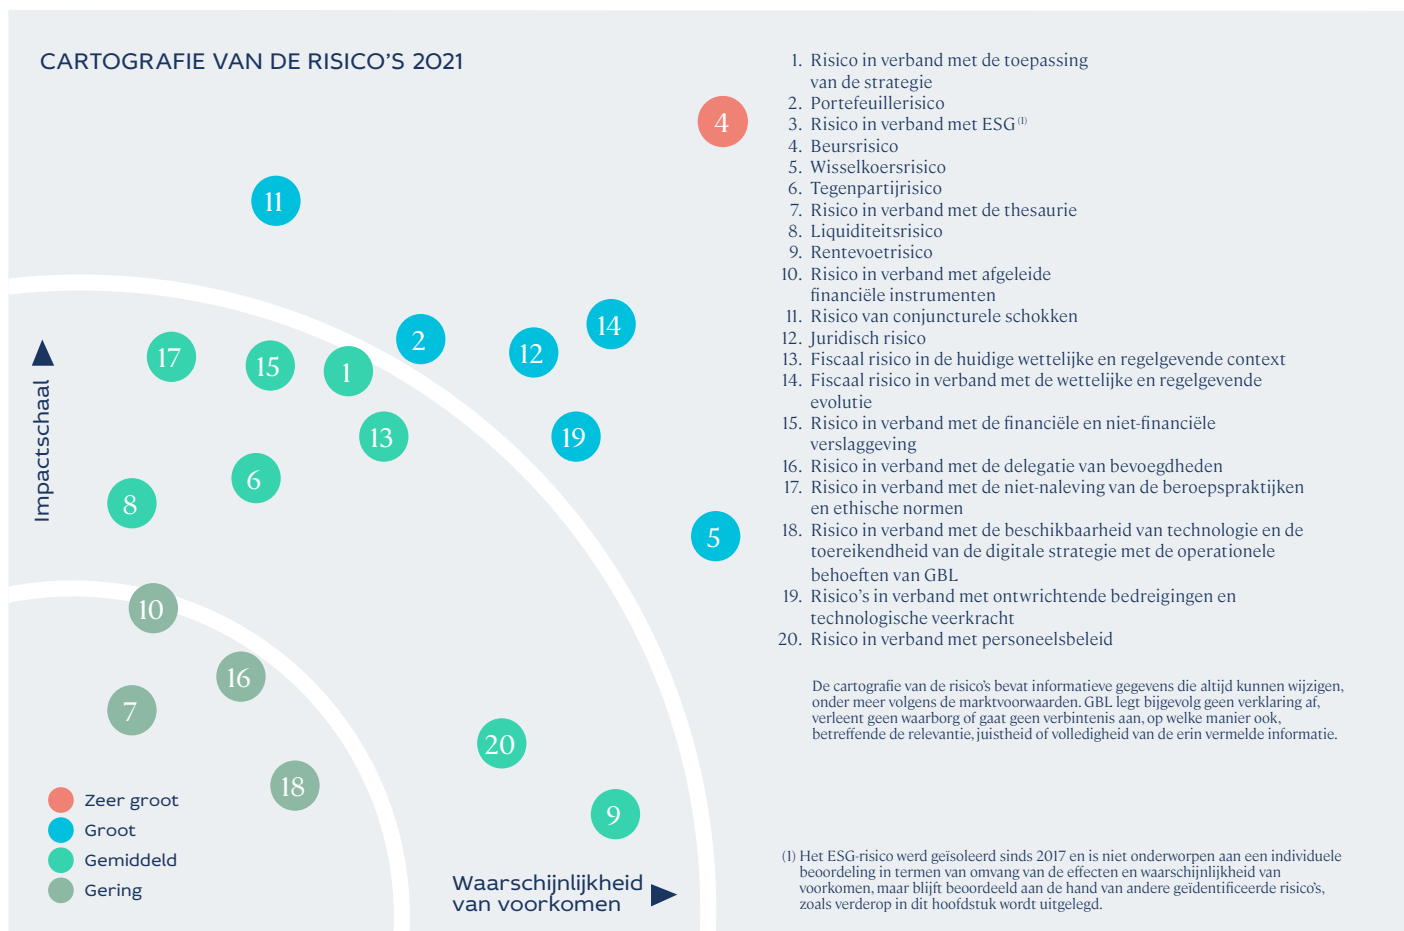 CARTOGRAFIE VAN DE RISICO'S 2021
4
11
14
2
12
17
15
1
13
19
6
8
5
10
16
7
20
18
9
Impactschaal
Zeer groot
Groot
Gemiddeld
Gering
Waarschijnlijkheid
van voorkomen
1. Risico in verband met de toepassing
van de strategie
2. Portefeuillerisico
3. Risico in verband met ESG (1)
4. Beursrisico
5. Wisselkoersrisico
6. Tegenpartijrisico
7. Risico in verband met de thesaurie
8. Liquiditeitsrisico
9. Rentevoetrisico
10. Risico in verband met afgeleide
financiële instrumenten
11. Risico van conjuncturele schokken
12. Juridisch risico
13. Fiscaal risico in de huidige wettelijke en regelgevende context
14. Fiscaal risico in verband met de wettelijke en regelgevende
evolutie
15. Risico in verband met de financiële en niet-financiële
verslaggeving
16. Risico in verband met de delegatie van bevoegdheden
17. Risico in verband met de niet-naleving van de beroepspraktijken
en ethische normen
18. Risico in verband met de beschikbaarheid van technologie en de
toereikendheid van de digitale strategie met de operationele
behoeften van GBL
19. Risico's in verband met ontwrichtende bedreigingen en
technologische veerkracht
20. Risico in verband met personeelsbeleid
De cartografie van de risico's bevat informatieve gegevens die altijd kunnen wijzigen,
onder meer volgens de marktvoorwaarden. GBL legt bijgevolg geen verklaring af,
verleent geen waarborg of gaat geen verbintenis aan, op welke manier ook,
betreffende de relevantie, juistheid of volledigheid van de erin vermelde informatie.
(1) Het ESG-risico werd geïsoleerd sinds 2017 en is niet onderworpen aan een individuele
beoordeling in termen van omvang van de effecten en waarschijnlijkheid van
voorkomen, maar blijft beoordeeld aan de hand van andere geïdentificeerde risico's,
zoals verderop in dit hoofdstuk wordt uitgelegd.